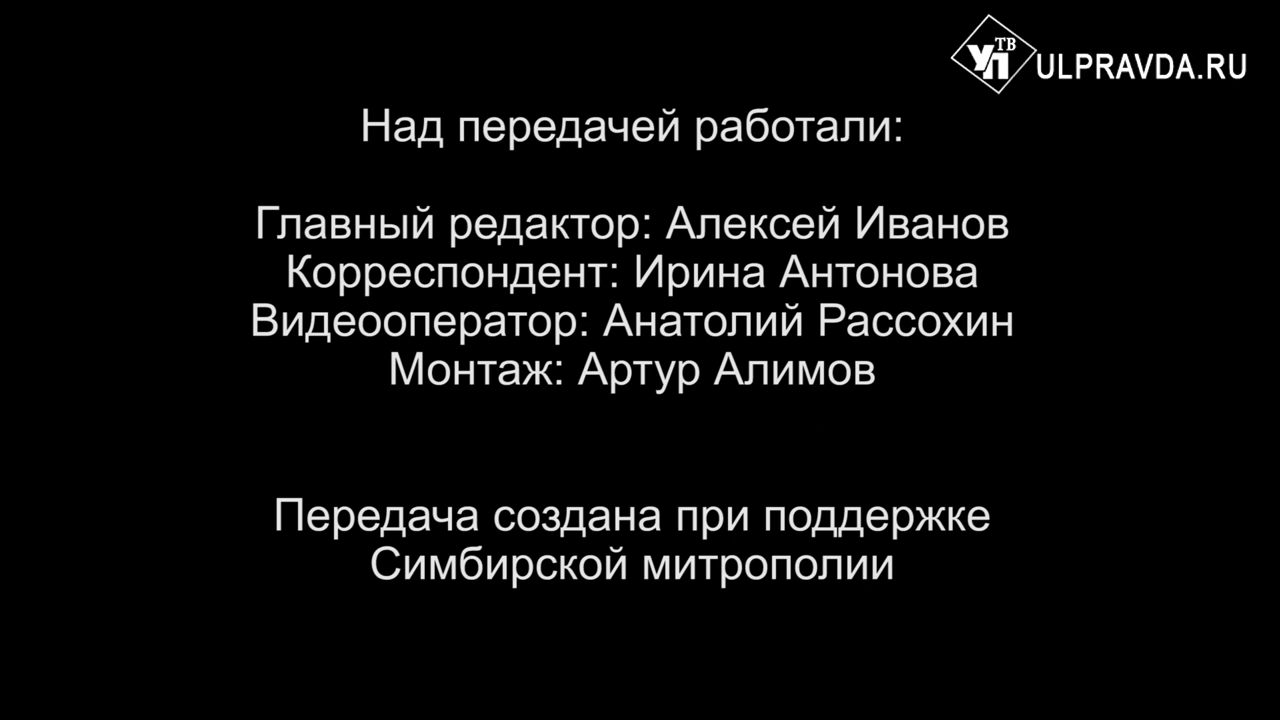 УП ТВ
ULPRAVDA.RU
Над передачей работали:
Главный редактор: Алексей Иванов
Корреспондент: Ирина Антонова
Видеооператор: Анатолий Рассохин
Монтаж: Артур Алимов
Передача создана при поддержке
Симбирской митрополии